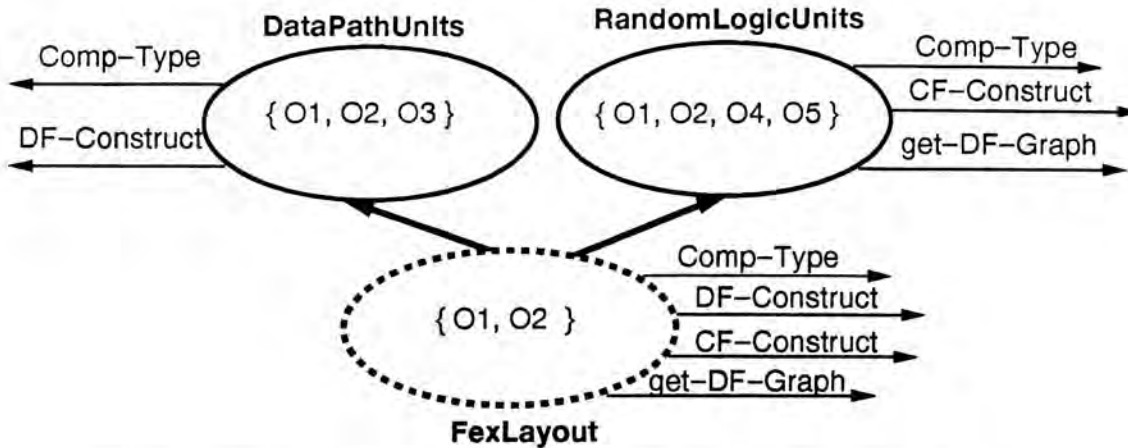 DataPathUnits
RandomLogicUnits
Comp–Type
DF–Construct
{ O1, O2, O3 }
{ O1, O2, O4, O5 }
Comp–Type
CF–Construct
get–DF–Graph
{ O1, O2 }
Comp–Type
DF–Construct
CF–Construct
get–DF–Graph
FexLayout